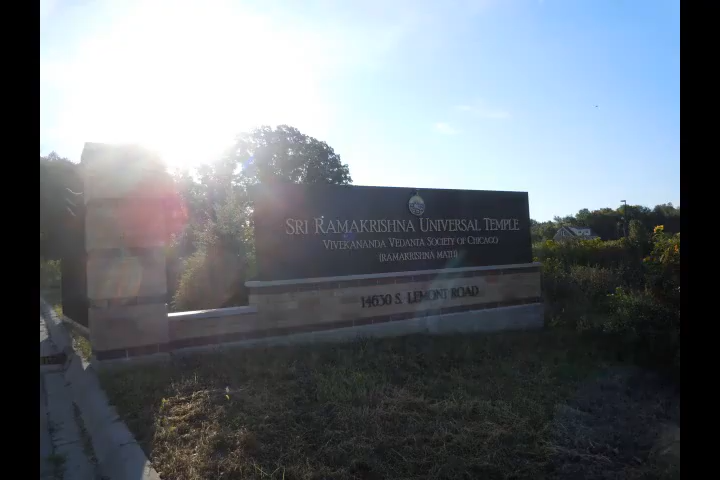 SRI RAMAKRISHNA UNIVERSAL TEMPLE
VIVEKANANDA VEDANTA SOCIETY OF CHICAGO
(RAMAKRISHNA MATH)
14630 S. LEMONT ROAD